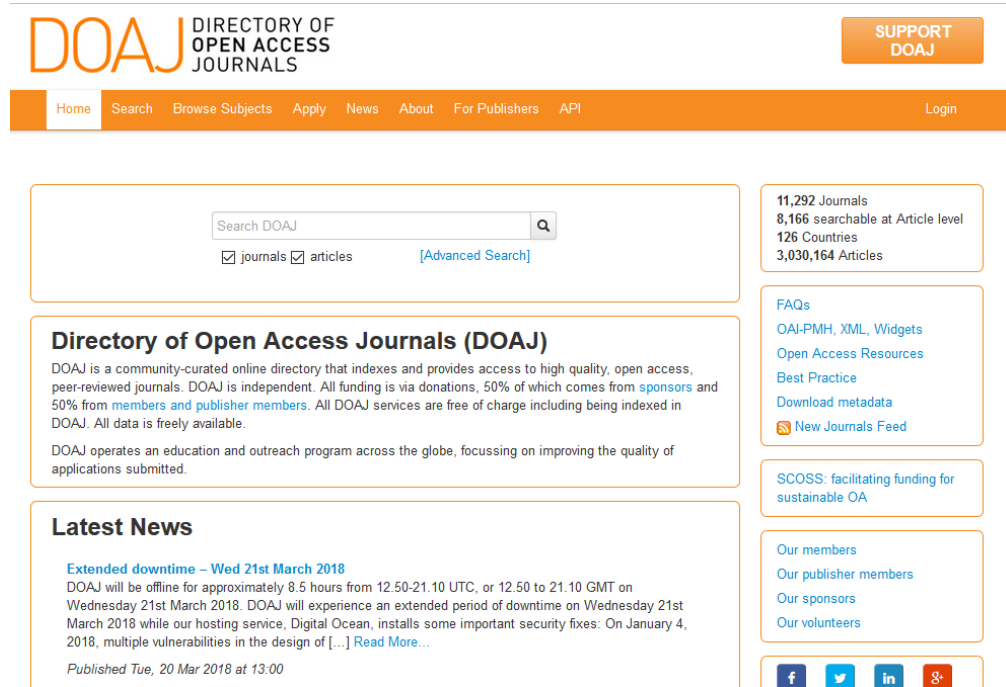 DOAJ DIRECTORY OF
OPEN ACCESS
JOURNALS
SUPPORT
DOAJ
Home Search Browse Subjects Apply News About For Publishers API Login
Search DOAJ
journals articles [Advanced Search]
11,292 Journals
8,166 searchable at Article level
126 Countries
3,030,164 Articles
Directory of Open Access Journals (DOAJ)
DOAJ is a community-curated online directory that indexes and provides access to high quality, open access,
peer-reviewed journals. DOAJ is independent. All funding is via donations, 50% of which comes from sponsors and
50% from members and publisher members. All DOAJ services are free of charge including being indexed in
DOAJ. All data is freely available.
DOAJ operates an education and outreach program across the globe, focussing on improving the quality of
applications submitted.
FAQs
OAI-PMH, XML, Widgets
Open Access Resources
Best Practice
Download metadata
New Journals Feed
SCOSS: facilitating funding for
sustainable OA
Latest News
Extended downtime – Wed 21st March 2018
DOAJ will be offline for approximately 8.5 hours from 12.50-21.10 UTC, or 12.50 to 21.10 GMT on
Wednesday 21st March 2018. DOAJ will experience an extended period of downtime on Wednesday 21st
March 2018 while our hosting service, Digital Ocean, installs some important security fixes: On January 4,
2018, multiple vulnerabilities in the design of […] Read More...
Published Tue, 20 Mar 2018 at 13:00
Our members
Our publisher members
Our sponsors
Our volunteers
f in 8+